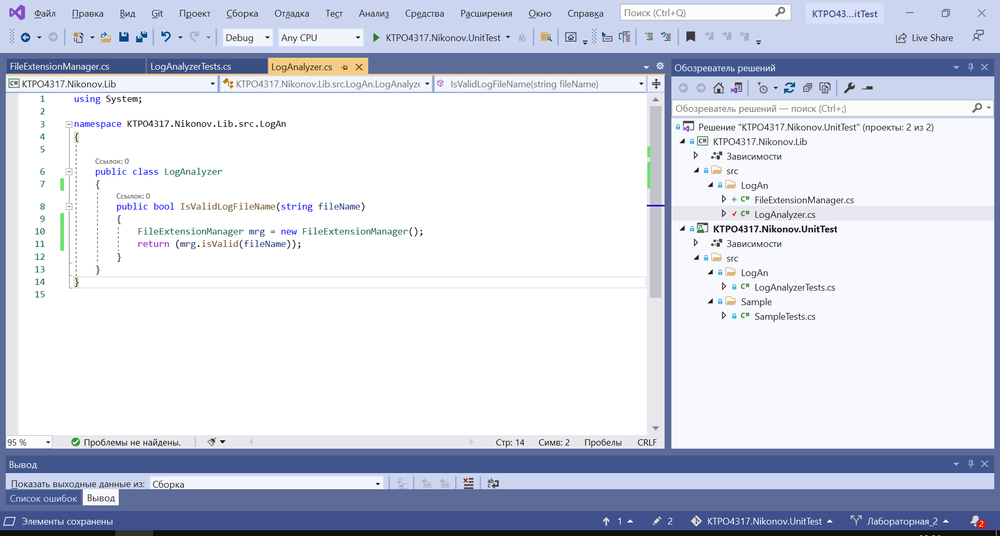 Файл Правка Вид Git Проект Сборка Отладка Тест Анализ Средства Расширения Окно Справка Поиск (Ctrl+Q) КТРО43...itTest
Debug Any CPU KTPO4317.Nikonov.UnitTest Live Share
FileExtensionManager.cs LogAnalyzerTests.cs LogAnalyzer.cs
C# KTPO4317.Nikonov.Lib KTPO4317.Nikonov.Lib.src.LogAn.LogAnalyze IsValidLogFileName(string fileName)
1 using System;
2
3 namespace KTPO4317.Nikonov.Lib.src.LogAn
4 {
5
Ссылок: 0
6 public class LogAnalyzer
7 {
Ссылок: 0
8 public bool IsValidLogFileName(string fileName)
9 {
10 FileExtensionManager mrg = new FileExtensionManager();
11 return (mrg.isValid(fileName));
12 }
13 }
14 }
15
95 % Проблемы не найдены. Стр: 14 Симв: 2 Пробелы CRLF
Обозреватель решений
Обозреватель решений — поиск (Ctrl+;)
Решение "KTPO4317.Nikonov.UnitTest" (проекты: 2 из 2)
C# KTPO4317.Nikonov.Lib
Зависимости
src
LogAn
C# FileExtensionManager.cs
C# LogAnalyzer.cs
KTPO4317.Nikonov.UnitTest
Зависимости
src
LogAn
C# LogAnalyzerTests.cs
Sample
C# SampleTests.cs
Вывод
Показать выходные данные из: Сборка
Список ошибок Вывод
Элементы сохранены 1 2 KTPO4317.Nikonov.UnitTest Лабораторная_2 2